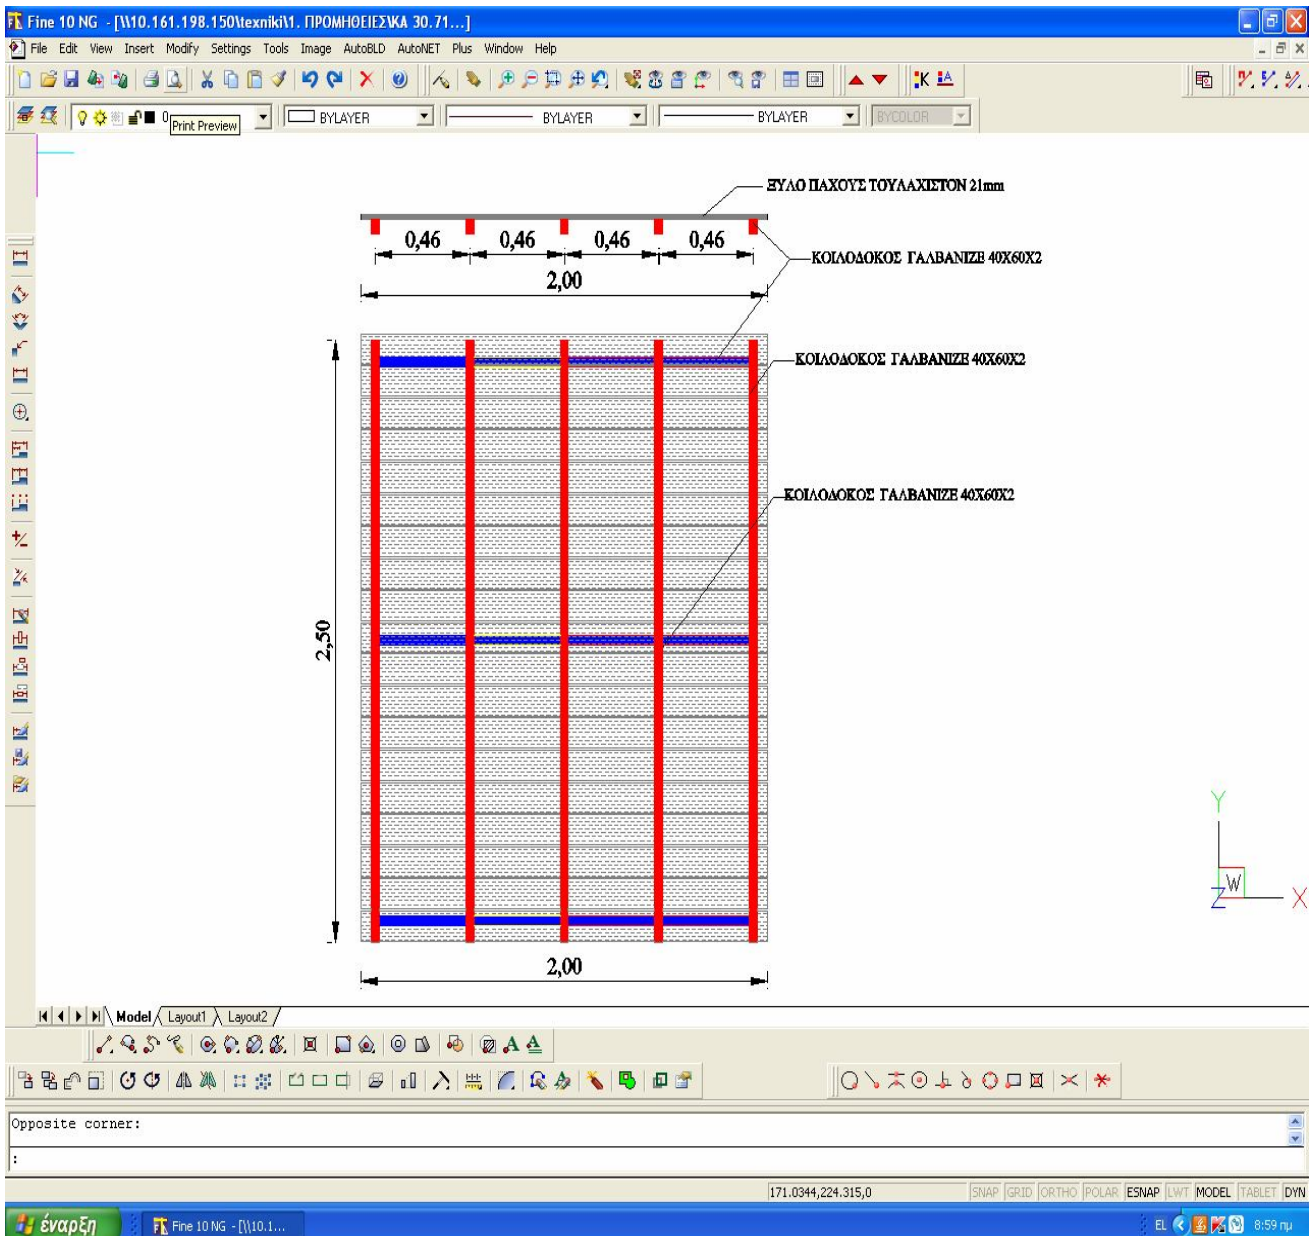 Fine 10 NG - [\\10.161.198.150\texniki\1. ΠΡΟΜΗΘΕΙΕΣ\ΚΑ 30.71...]
File Edit View Insert Modify Settings Tools Image AutoBLD AutoNET Plus Window Help
BYLAYER BYLAYER BYLAYER BYCOLOR
Print Preview
ΞΥΛΟ ΠΑΧΟΥΣ ΤΟΥΛΑΧΙΣΤΟΝ 21mm
0,46 0,46 0,46 0,46
ΚΟΙΛΟΔΟΚΟΣ ΓΑΛΒΑΝΙΖΕ 40Χ60Χ2
2,00
ΚΟΙΛΟΔΟΚΟΣ ΓΑΛΒΑΝΙΖΕ 40Χ60Χ2
ΚΟΙΛΟΔΟΚΟΣ ΓΑΛΒΑΝΙΖΕ 40Χ60Χ2
2,50
Y
W
Z X
2,00
Model Layout1 Layout2
Opposite corner:
:
171.0344,224.315,0 SNAP GRID ORTHO POLAR ESNAP LWT MODEL TABLET DYN
έναρξη Fine 10 NG - [\\10.1... EL 8:59 πμ